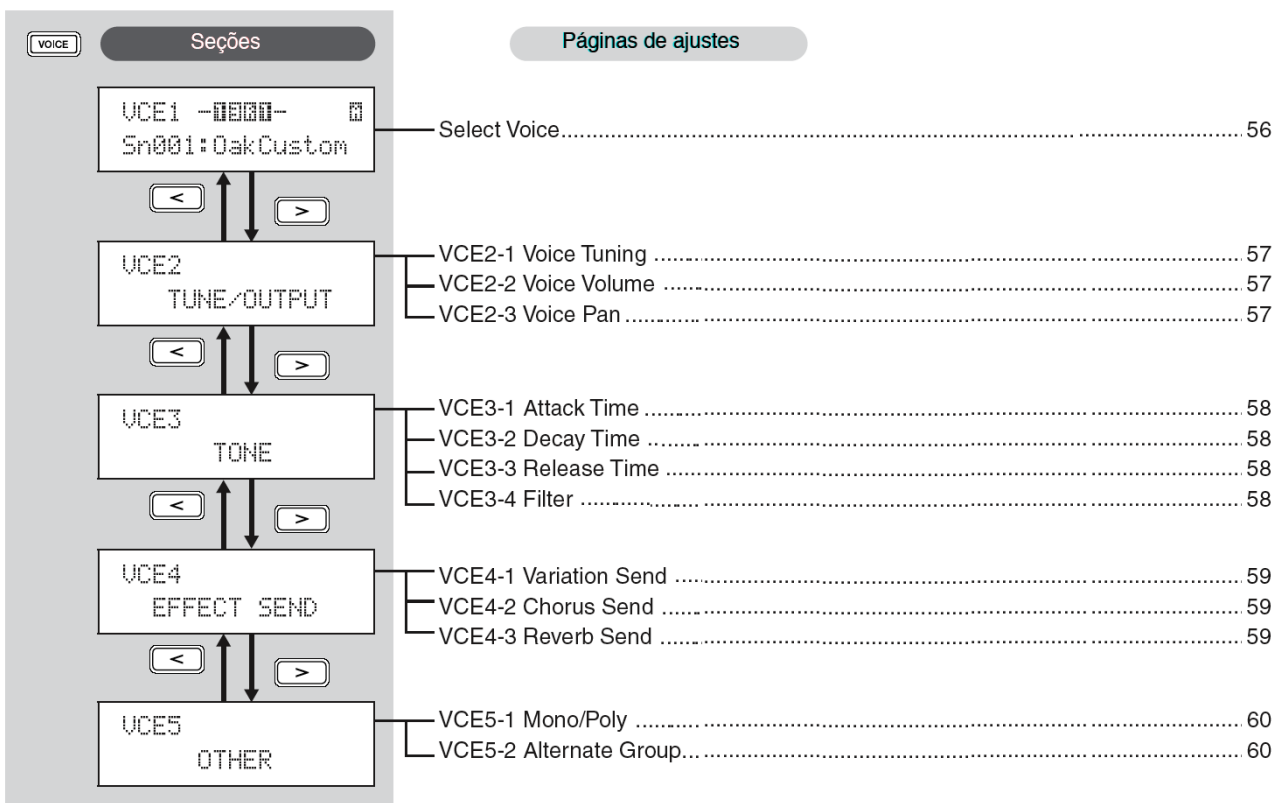 VOICE Seções Páginas de ajustes
VCE1 -1001- M
Sn001:OakCustom
Select Voice........................ 56
< >
VCE2
TUNE/OUTPUT
VCE2-1 Voice Tuning ........................ 57
VCE2-2 Voice Volume ........................ 57
VCE2-3 Voice Pan ........................ 57
< >
VCE3
TONE
VCE3-1 Attack Time ........................ 58
VCE3-2 Decay Time ........................ 58
VCE3-3 Release Time ........................ 58
VCE3-4 Filter ........................ 58
< >
VCE4
EFFECT SEND
VCE4-1 Variation Send ........................ 59
VCE4-2 Chorus Send ........................ 59
VCE4-3 Reverb Send ........................ 59
< >
VCE5
OTHER
VCE5-1 Mono/Poly ........................ 60
VCE5-2 Alternate Group........................ 60